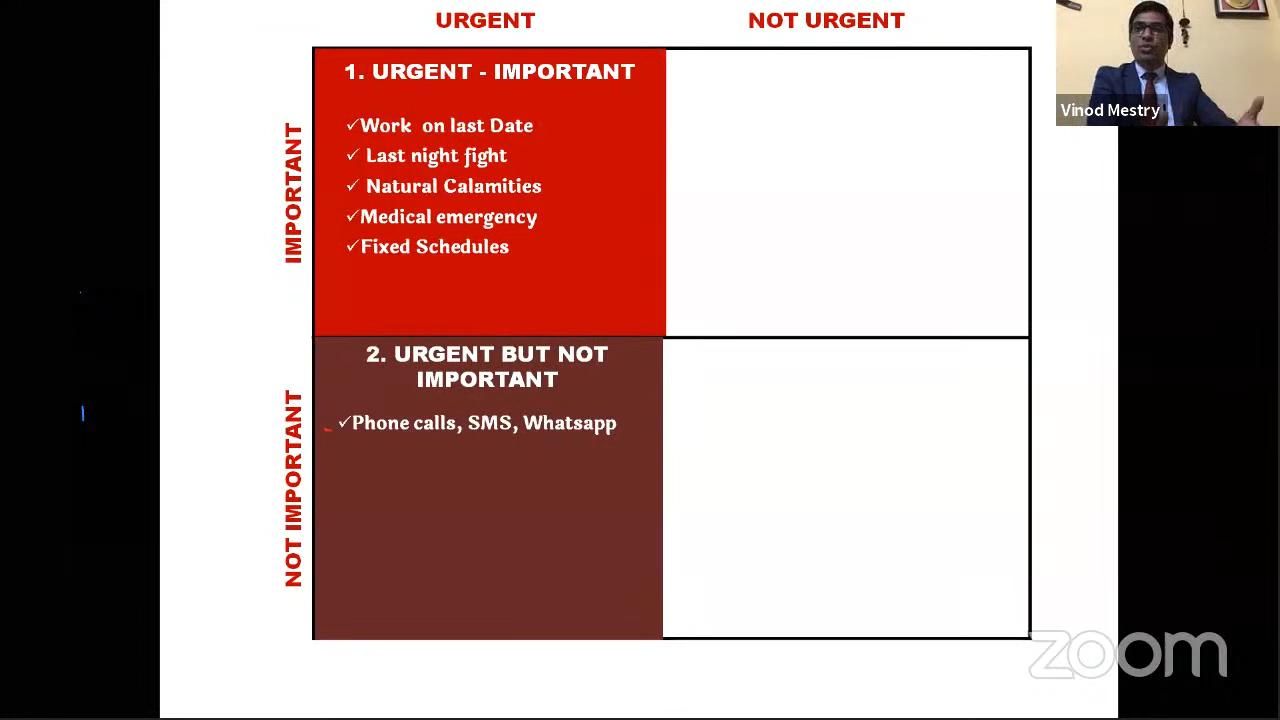 URGENT
NOT URGENT
IMPORTANT
1. URGENT - IMPORTANT
✓Work on last Date
✓ Last night fight
✓ Natural Calamities
✓Medical emergency
✓Fixed Schedules
NOT IMPORTANT
2. URGENT BUT NOT
IMPORTANT
✓Phone calls, SMS, Whatsapp
Vinod Mestry
zoom